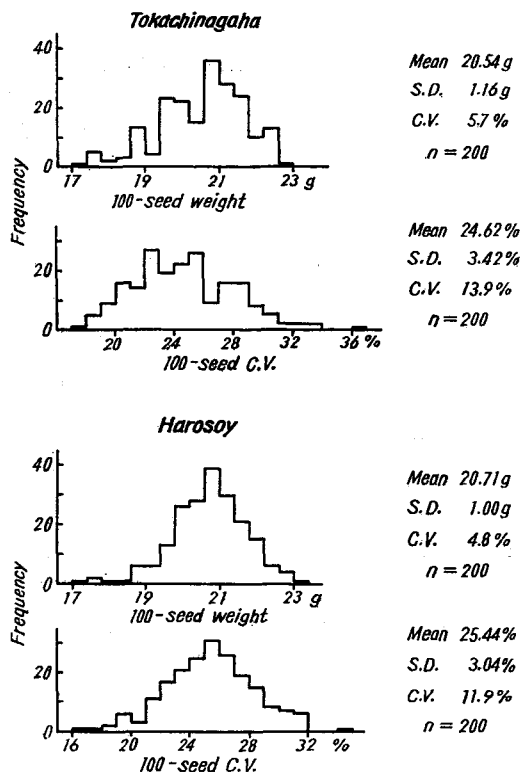 Tokachinagaha
40
20
0
Frequency
17 19 21 23 g
100-seed weight
Mean 20.54 g
S.D. 1.16 g
C.V. 5.7 %
n = 200
20
0
20 24 28 32 36 %
100-seed C.V.
Mean 24.62 %
S.D. 3.42 %
C.V. 13.9 %
n = 200
Harosoy
40
20
0
Frequency
17 19 21 23 g
100-seed weight
Mean 20.71 g
S.D. 1.00 g
C.V. 4.8 %
n = 200
20
0
16 20 24 28 32 %
100-seed C.V.
Mean 25.44 %
S.D. 3.04 %
C.V. 11.9 %
n = 200